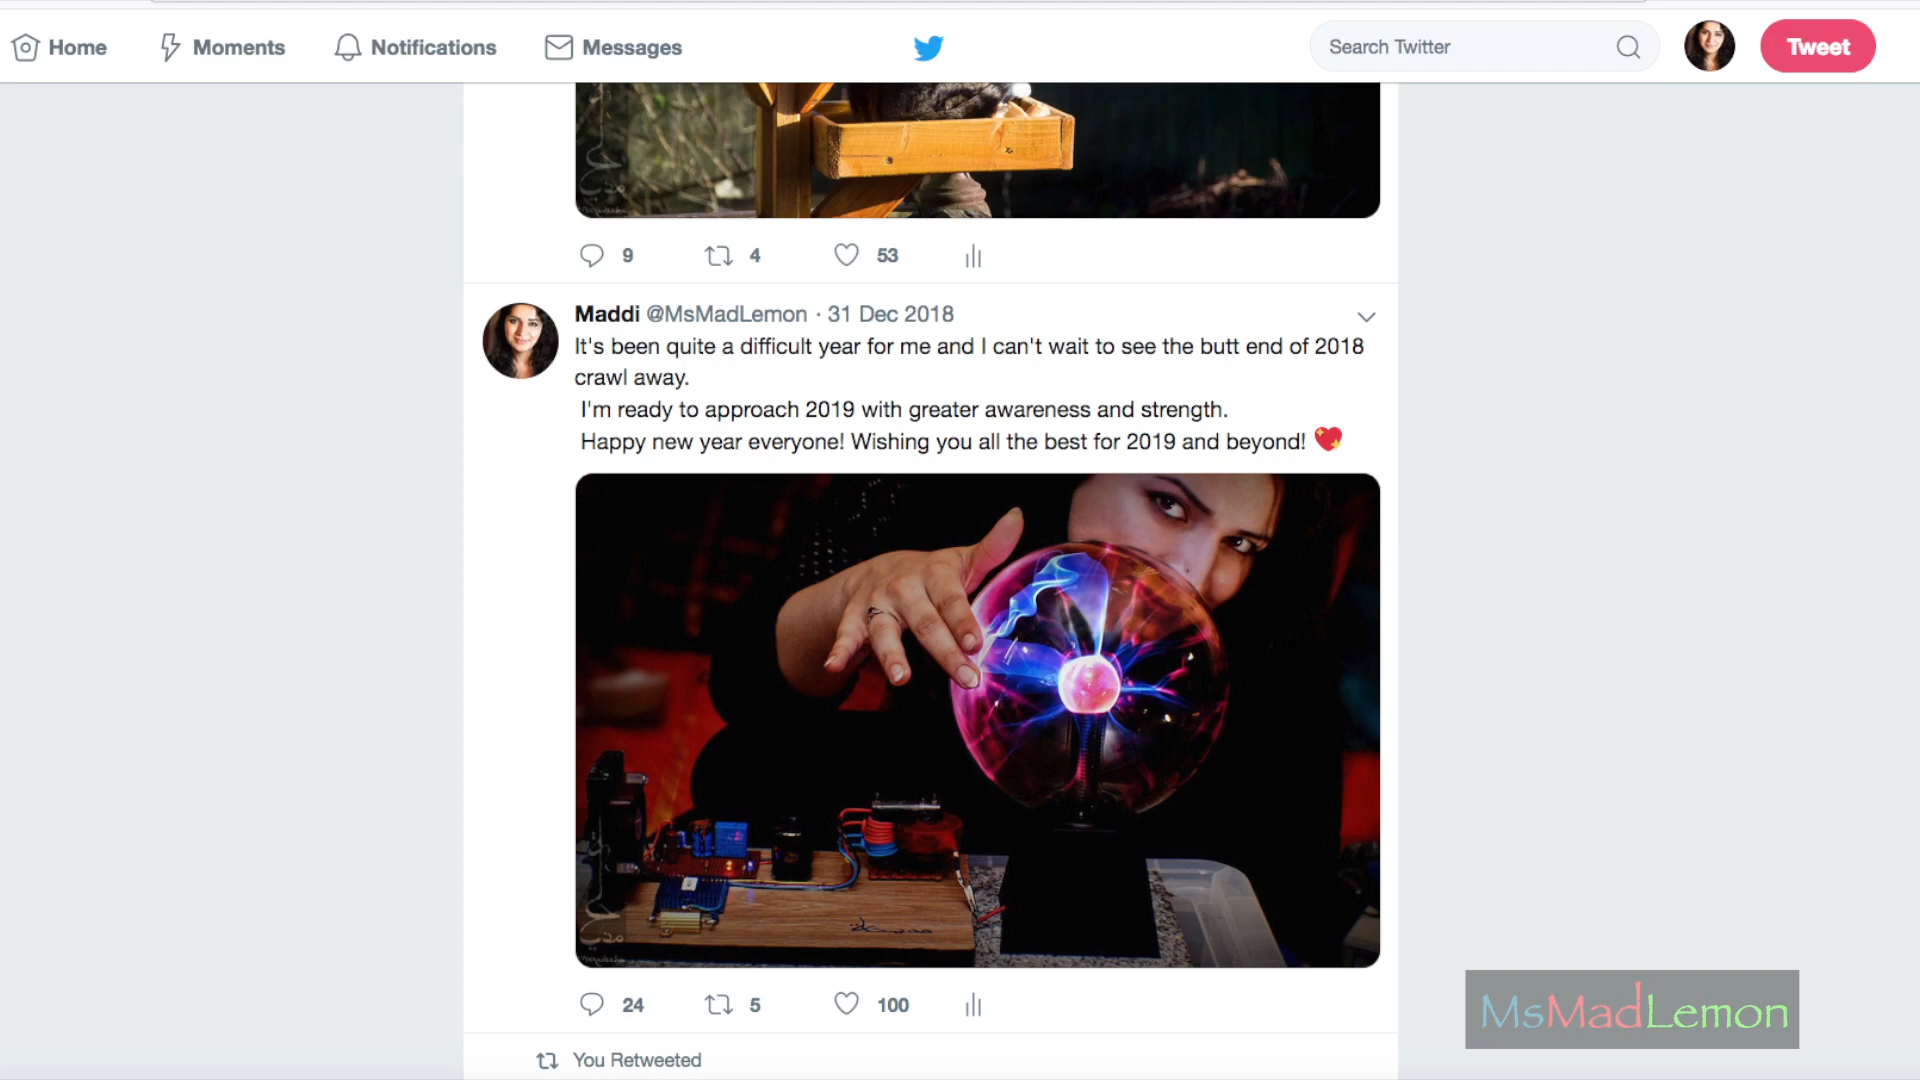 Home
Moments
Notifications
Messages
Search Twitter
Tweet
9
4
53
Maddi @MsMadLemon · 31 Dec 2018
It's been quite a difficult year for me and I can't wait to see the butt end of 2018
crawl away.
I'm ready to approach 2019 with greater awareness and strength.
Happy new year everyone! Wishing you all the best for 2019 and beyond! 💖
24
5
100
MsMadLemon
You Retweeted